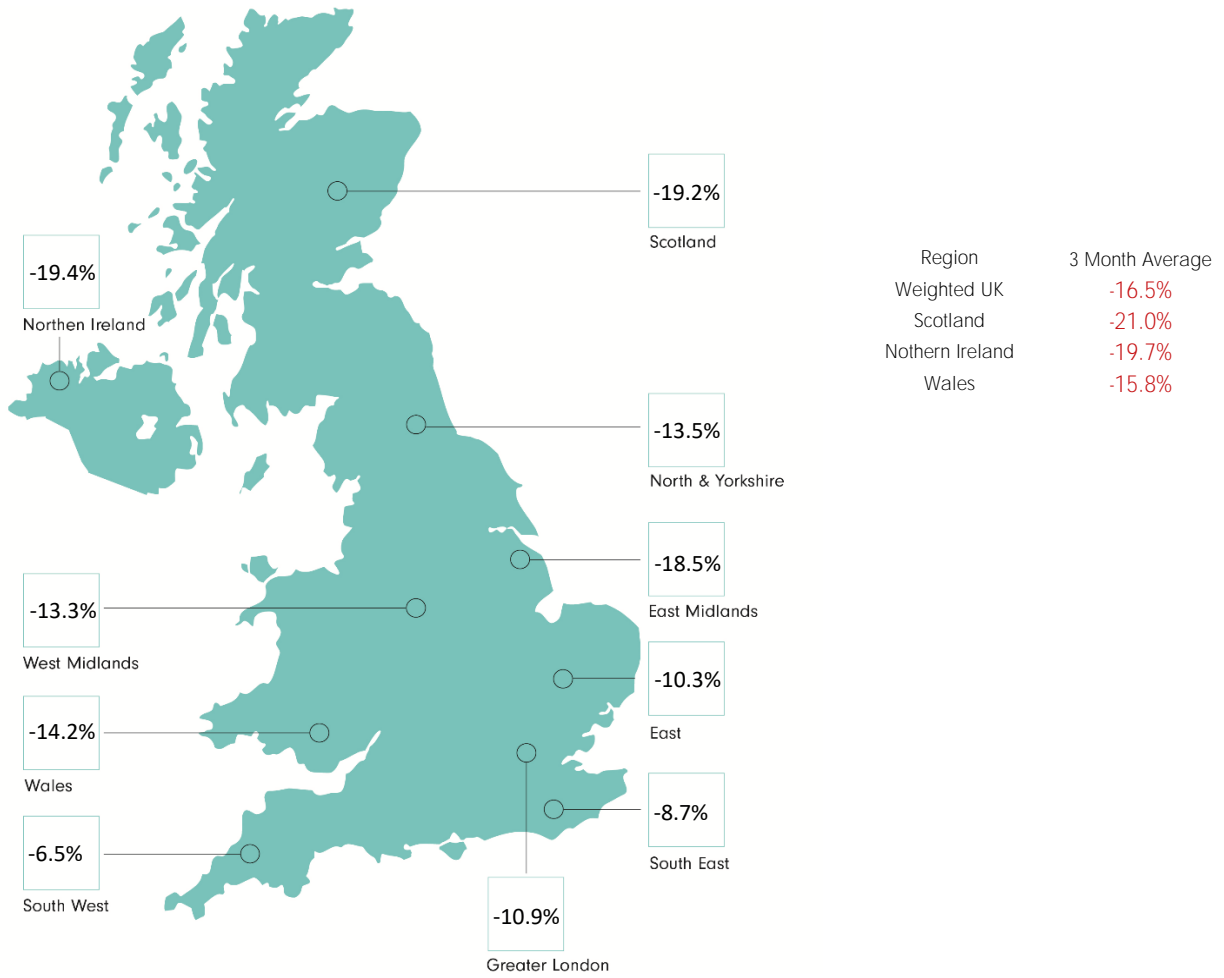 -19.2%
Scotland
-19.4%
Northen Ireland
-13.5%
North & Yorkshire
-18.5%
East Midlands
-13.3%
West Midlands
-10.3%
East
-14.2%
Wales
-8.7%
South East
-6.5%
South West
-10.9%
Greater London
Region 3 Month Average
Weighted UK -16.5%
Scotland -21.0%
Nothern Ireland -19.7%
Wales -15.8%